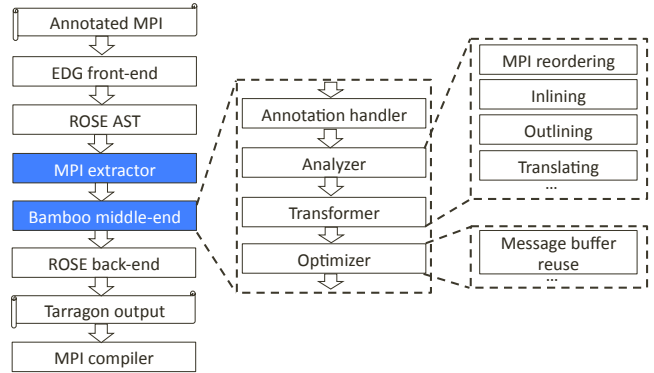 Annotated MPI
EDG front-end
ROSE AST
MPI extractor
Bamboo middle-end
ROSE back-end
Tarragon output
MPI compiler
Annotation handler
Analyzer
Transformer
Optimizer
MPI reordering
Inlining
Outlining
Translating
...
Message buffer
reuse
...